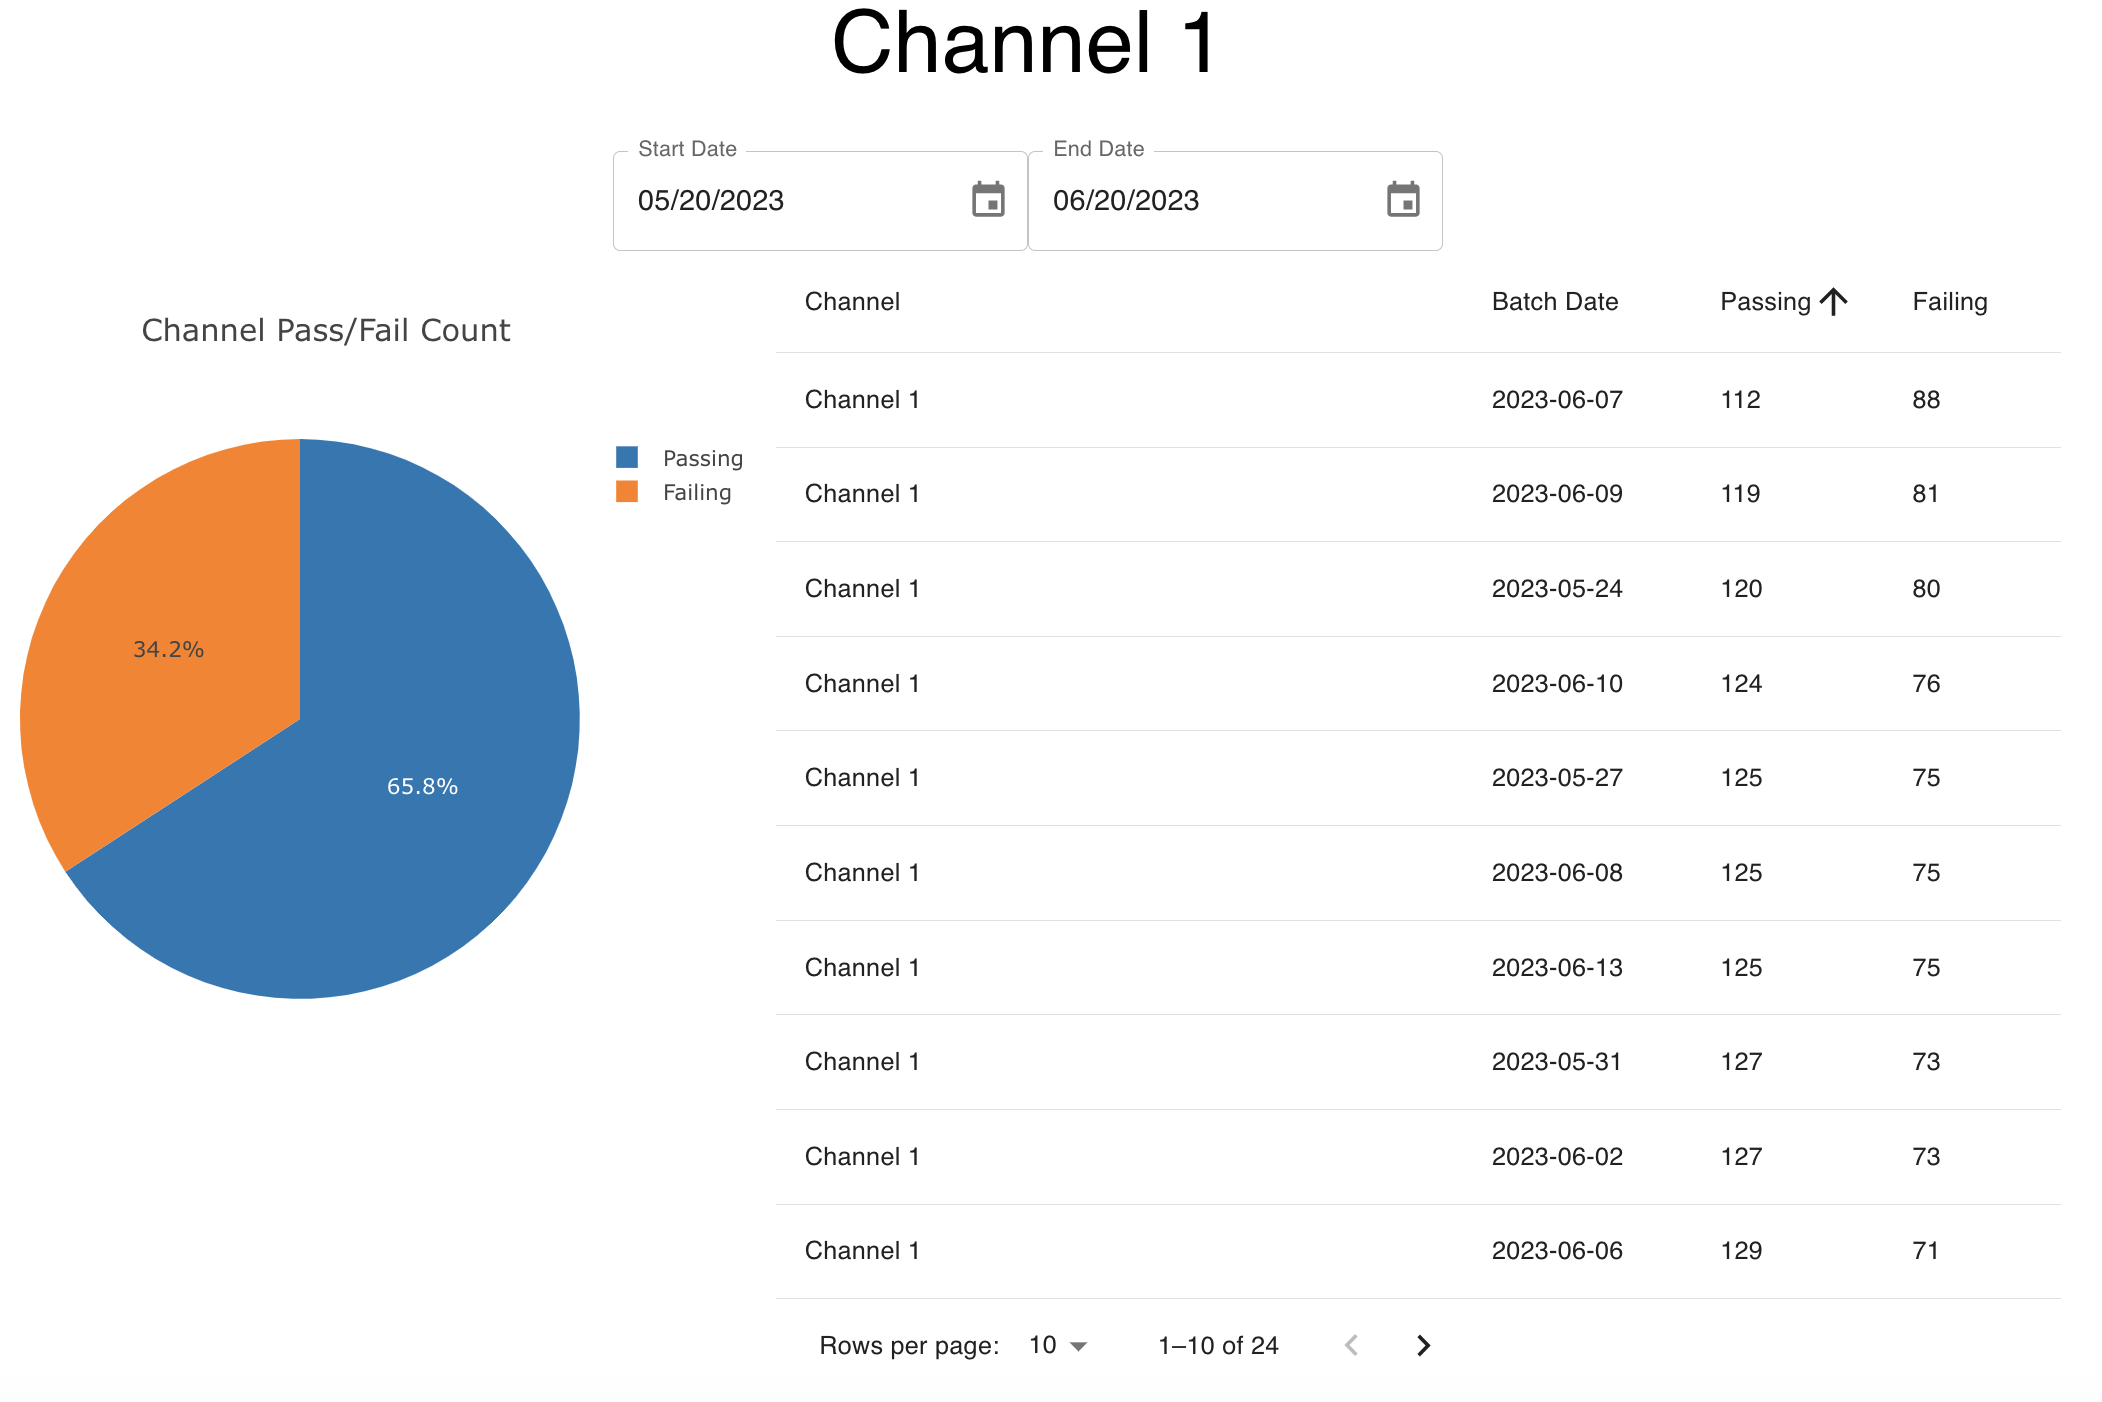 Channel 1
Start Date
05/20/2023
End Date
06/20/2023
Channel Pass/Fail Count
34.2%
65.8%
Passing
Failing
Channel Batch Date Passing Failing
Channel 1 2023-06-07 112 88
Channel 1 2023-06-09 119 81
Channel 1 2023-05-24 120 80
Channel 1 2023-06-10 124 76
Channel 1 2023-05-27 125 75
Channel 1 2023-06-08 125 75
Channel 1 2023-06-13 125 75
Channel 1 2023-05-31 127 73
Channel 1 2023-06-02 127 73
Channel 1 2023-06-06 129 71
Rows per page: 10 1–10 of 24